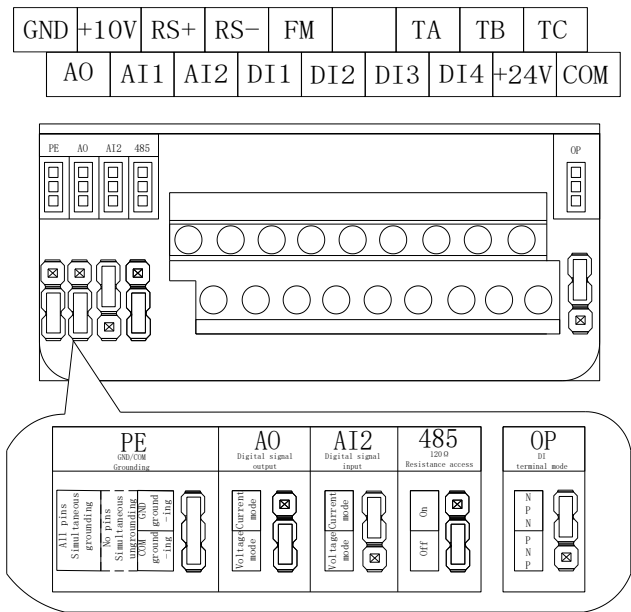 GND +10V RS+ RS- FM TA TB TC
AO AI1 AI2 DI1 DI2 DI3 DI4 +24V COM
PE AO AI2 485 OP
PE AO AI2 485 OP
GND/COM Digital signal Digital signal 120Ω DI
Grounding output input Resistance access terminal mode
All pins
Simultaneous
grounding
No pins
Simultaneous
ungrounding
GND
ground
-ing
COM
ground
-ing
Current
mode
Voltage
mode
Current
mode
Voltage
mode
On
Off
NPN
PNP